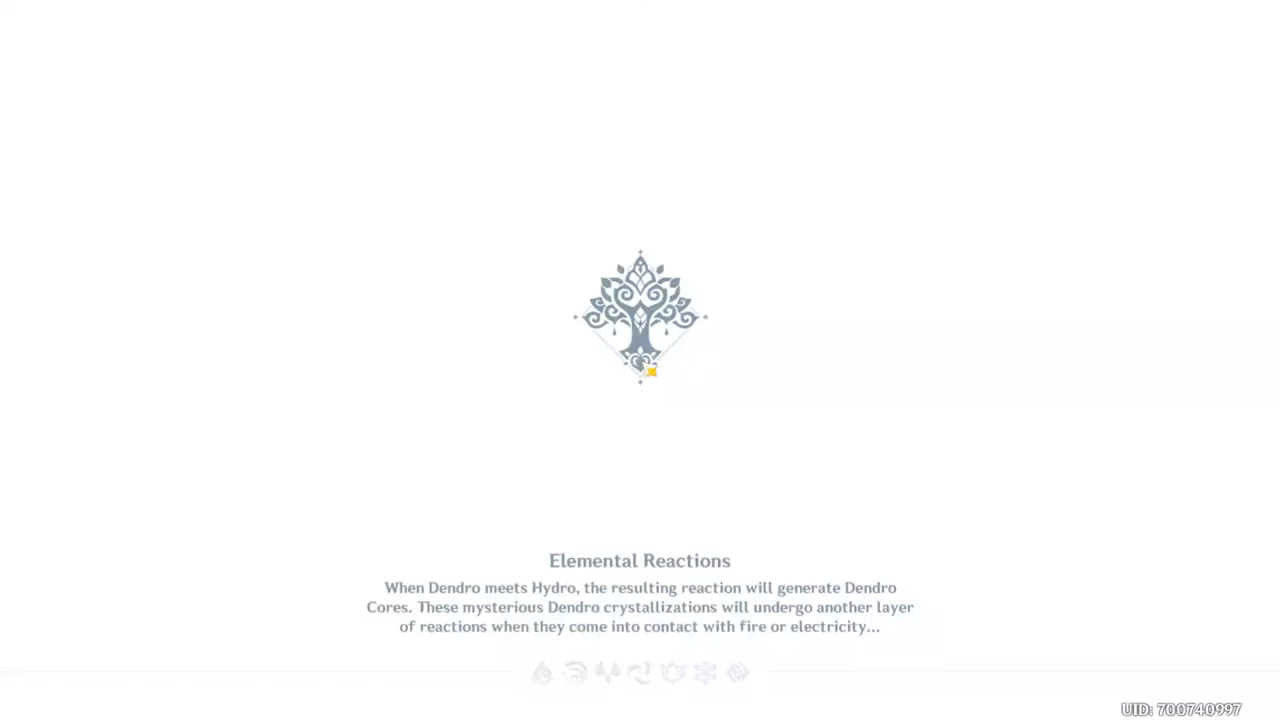 Elemental Reactions
When Dendro meets Hydro, the resulting reaction will generate Dendro
Cores. These mysterious Dendro crystallizations will undergo another layer
of reactions when they come into contact with fire or electricity...
UID: 700740997